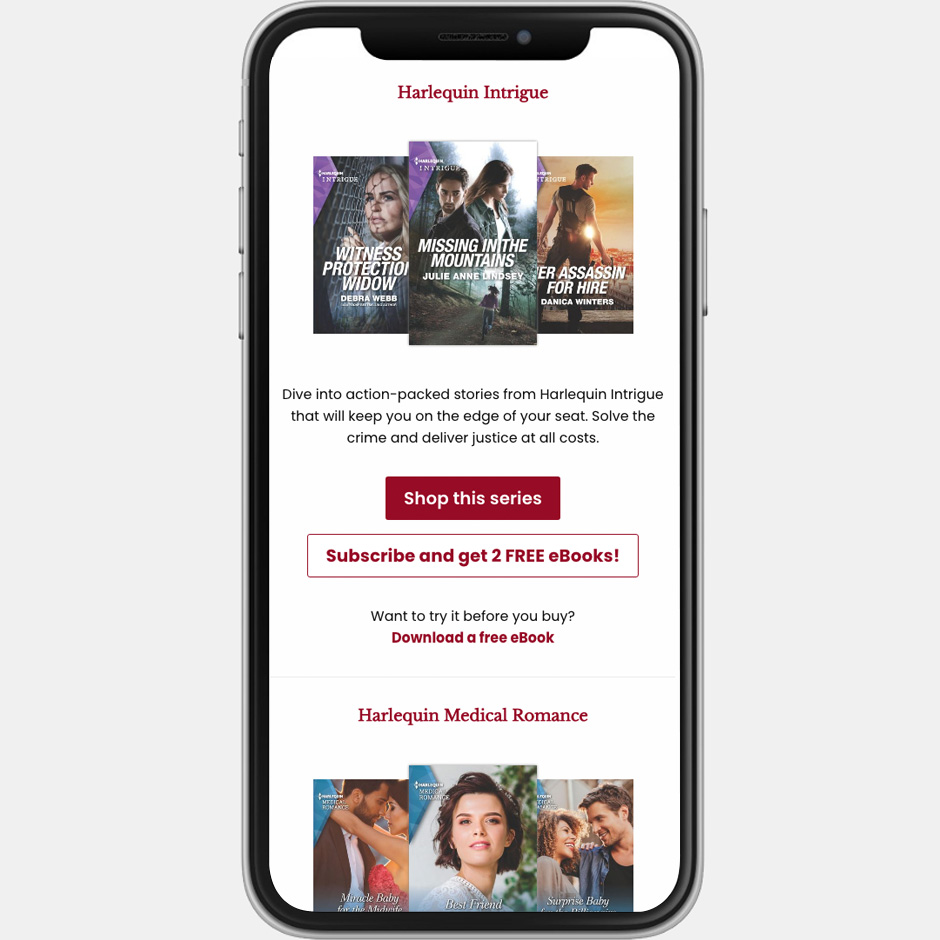 Harlequin Intrigue
HARLEQUIN
INTRIGUE
WITNESS
PROTECTION
WIDOW
DEBRA WEBB
HARLEQUIN
INTRIGUE
MISSING IN THE
MOUNTAINS
JULIE ANNE LINDSEY
HARLEQUIN
INTRIGUE
ER ASSASSIN
FOR HIRE
DANICA WINTERS
Dive into action-packed stories from Harlequin Intrigue
that will keep you on the edge of your seat. Solve the
crime and deliver justice at all costs.
Shop this series
Subscribe and get 2 FREE eBooks!
Want to try it before you buy?
Download a free eBook
Harlequin Medical Romance
HARLEQUIN
MEDICAL
ROMANCE
Miracle Baby
for the Midwife
HARLEQUIN
MEDICAL
ROMANCE
Best Friend
HARLEQUIN
Surprise Baby